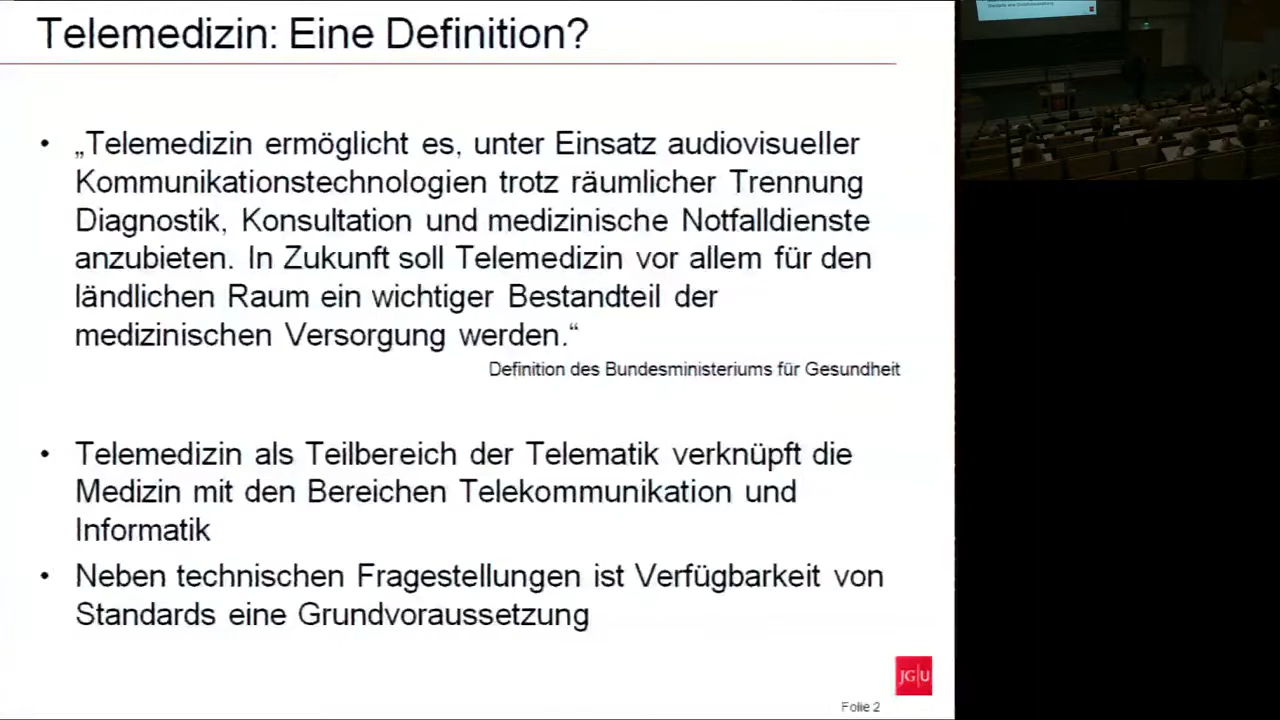 Telemedizin: Eine Definition?
• „Telemedizin ermöglicht es, unter Einsatz audiovisueller
Kommunikationstechnologien trotz räumlicher Trennung
Diagnostik, Konsultation und medizinische Notfalldienste
anzubieten. In Zukunft soll Telemedizin vor allem für den
ländlichen Raum ein wichtiger Bestandteil der
medizinischen Versorgung werden.“
Definition des Bundesministeriums für Gesundheit
• Telemedizin als Teilbereich der Telematik verknüpft die
Medizin mit den Bereichen Telekommunikation und
Informatik
• Neben technischen Fragestellungen ist Verfügbarkeit von
Standards eine Grundvoraussetzung
JG|U
Folie 2